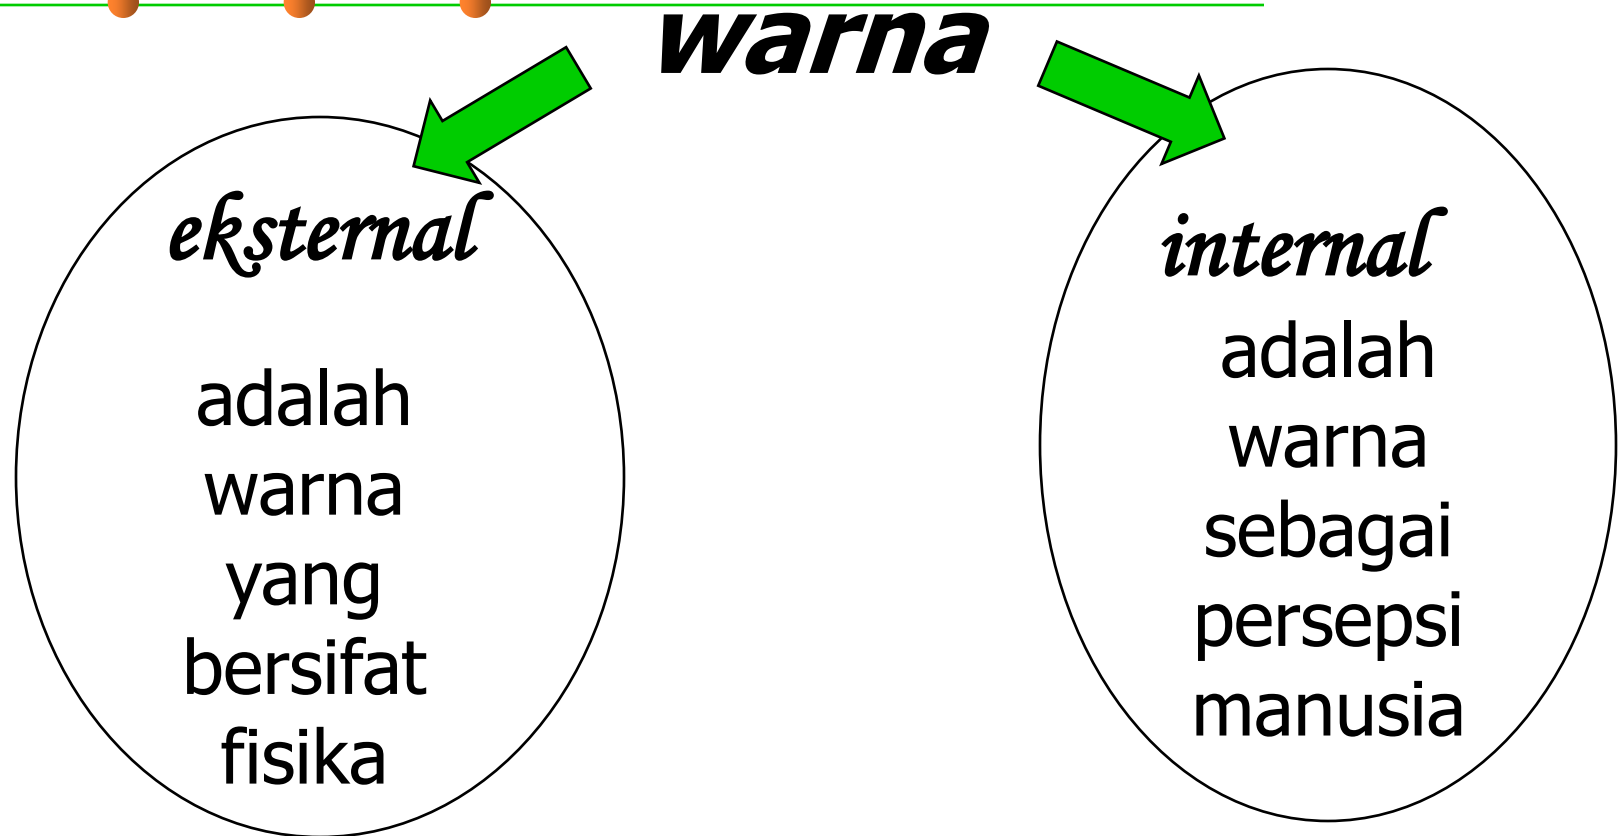 warna
eksternal
adalah
warna
yang
bersifat
fisika
internal
adalah
warna
sebagai
persepsi
manusia